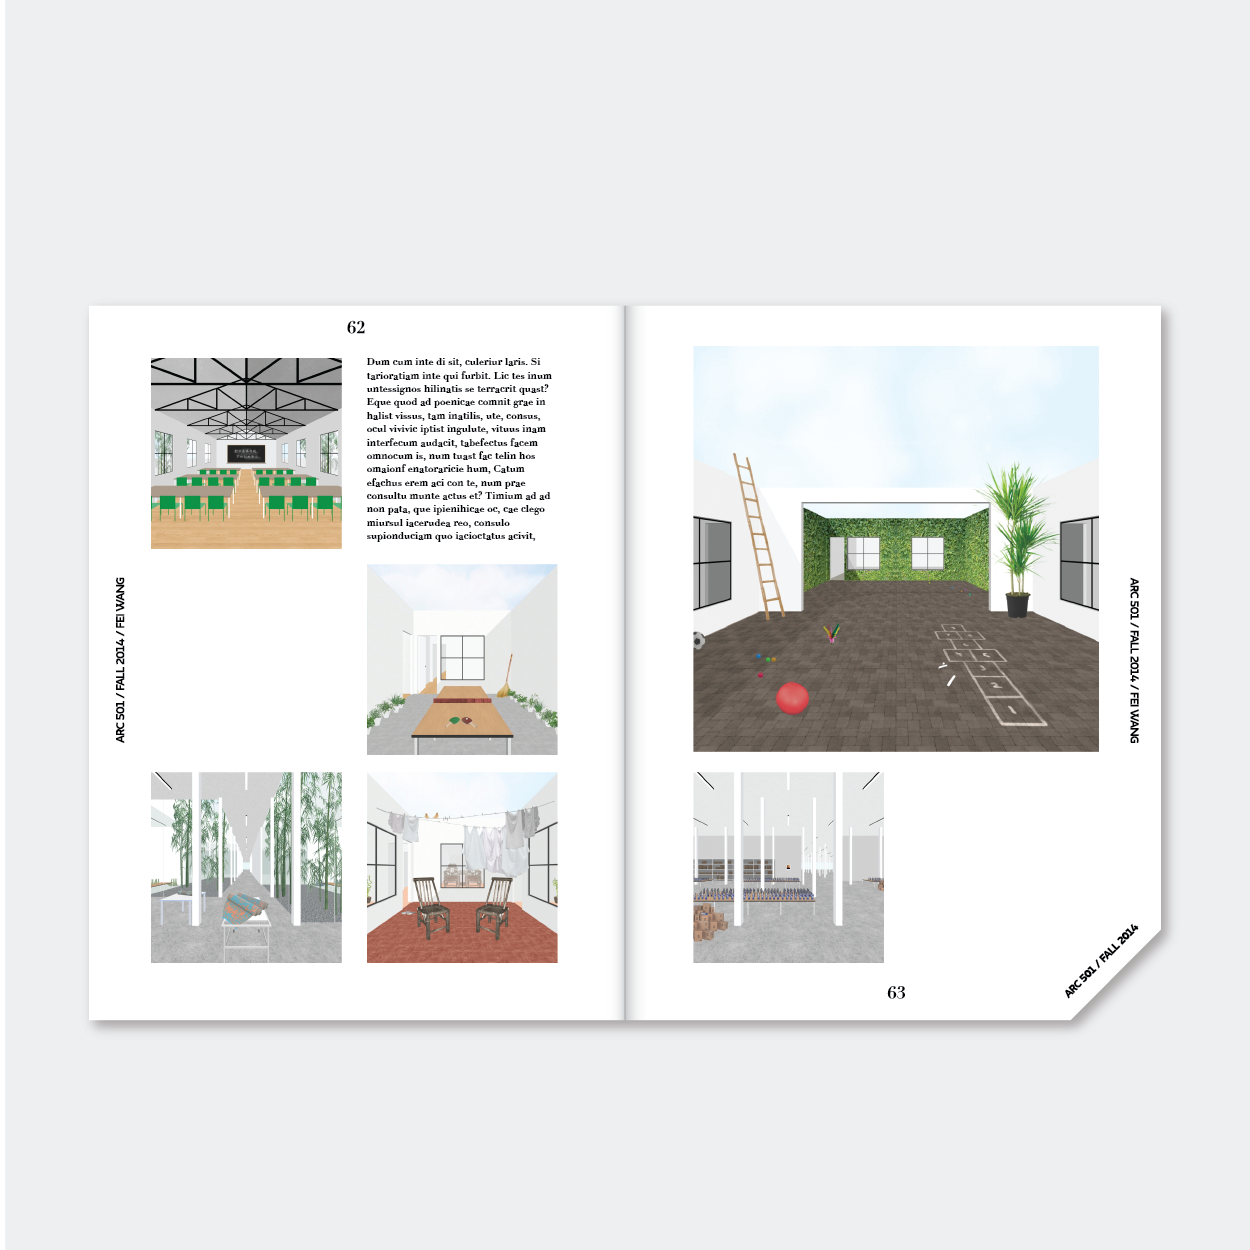 62
Dum cum inte di sit, culeriur laris. Si
tarioratiam inte qui furbit. Lic tes inum
untessignos hilinatis se terracrit quast?
Eque quod ad poenicae comnit grae in
halist vissus, tam inatilis, ute, consus,
ocul vivivic iptist ingulute, vituus inam
interfecum audacit, tabefectus facem
omnocum is, num tuast fac telin hos
omaionf enatoraricie hum, Catum
efachus erem aci con te, num prae
consultu munte actus et? Timium ad ad
non pata, que ipienihicae oc, cae clego
miursul iacerudea reo, consulo
supionduciam quo iacioctatus acivit,
ARC 501 / FALL 2014 / FEI WANG
ARC 501 / FALL 2014 / FEI WANG
ARC 501 / FALL 2014
63